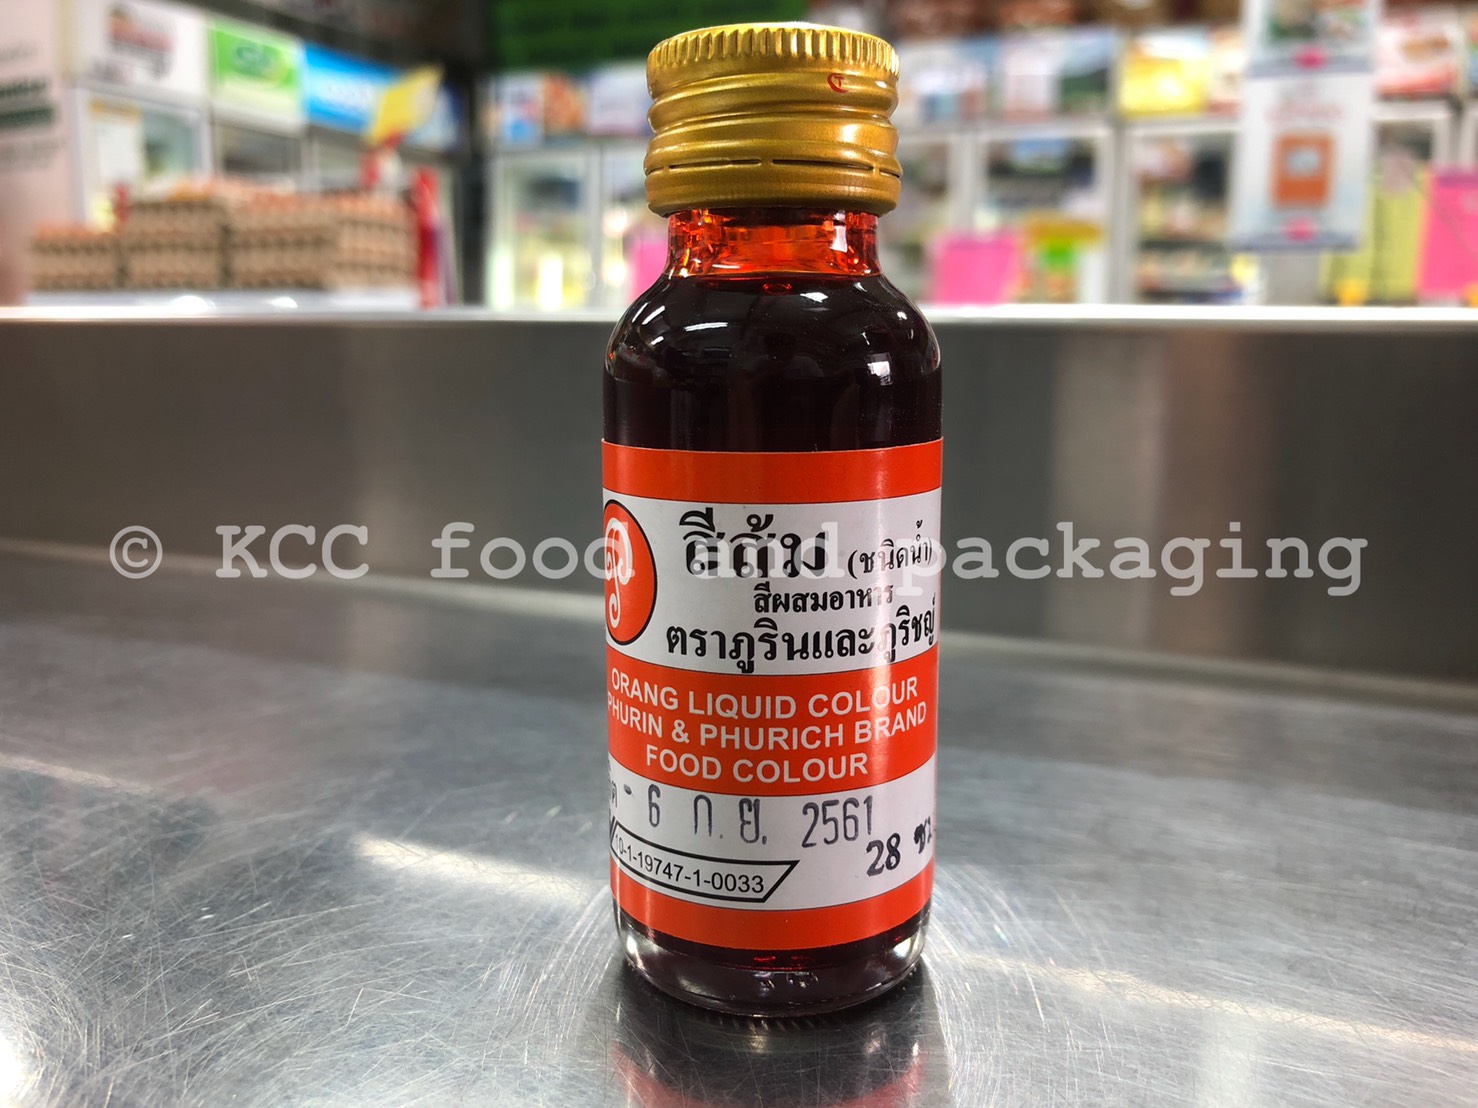 สีส้ม (ชนิดน้ำ)
© KCC food and packaging
สีผสมอาหาร
ตราภูรินและภูริชญ์
ORANG LIQUID COLOUR
PHURIN & PHURICH BRAND
FOOD COLOUR
- 6 ก.ย. 2561
28 ซม.
10-1-19747-1-0033